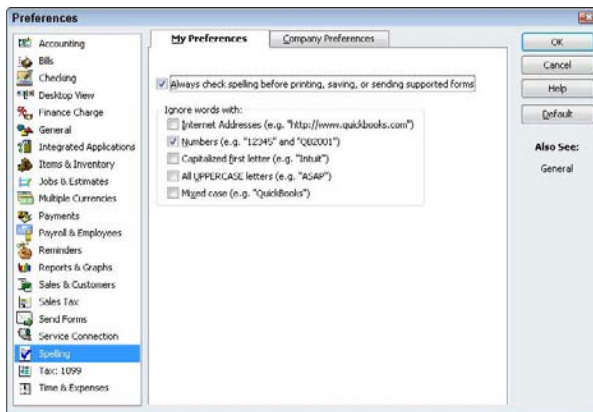 Preferences
Accounting
Bills
Checking
Desktop View
Finance Charge
General
Integrated Applications
Items & Inventory
Jobs & Estimates
Multiple Currencies
Payments
Payroll & Employees
Reminders
Reports & Graphs
Sales & Customers
Sales Tax
Send Forms
Service Connection
Spelling
Tax: 1099
Time & Expenses
My Preferences
Company Preferences
Always check spelling before printing, saving, or sending supported forms
Ignore words with:
Internet Addresses (e.g. "http://www.quickbooks.com")
Numbers (e.g. "12345" and "QB2001")
Capitalized first letter (e.g. "Intuit")
All UPPERCASE letters (e.g. "ASAP")
Mixed case (e.g. "QuickBooks")
OK
Cancel
Help
Default
Also See:
General